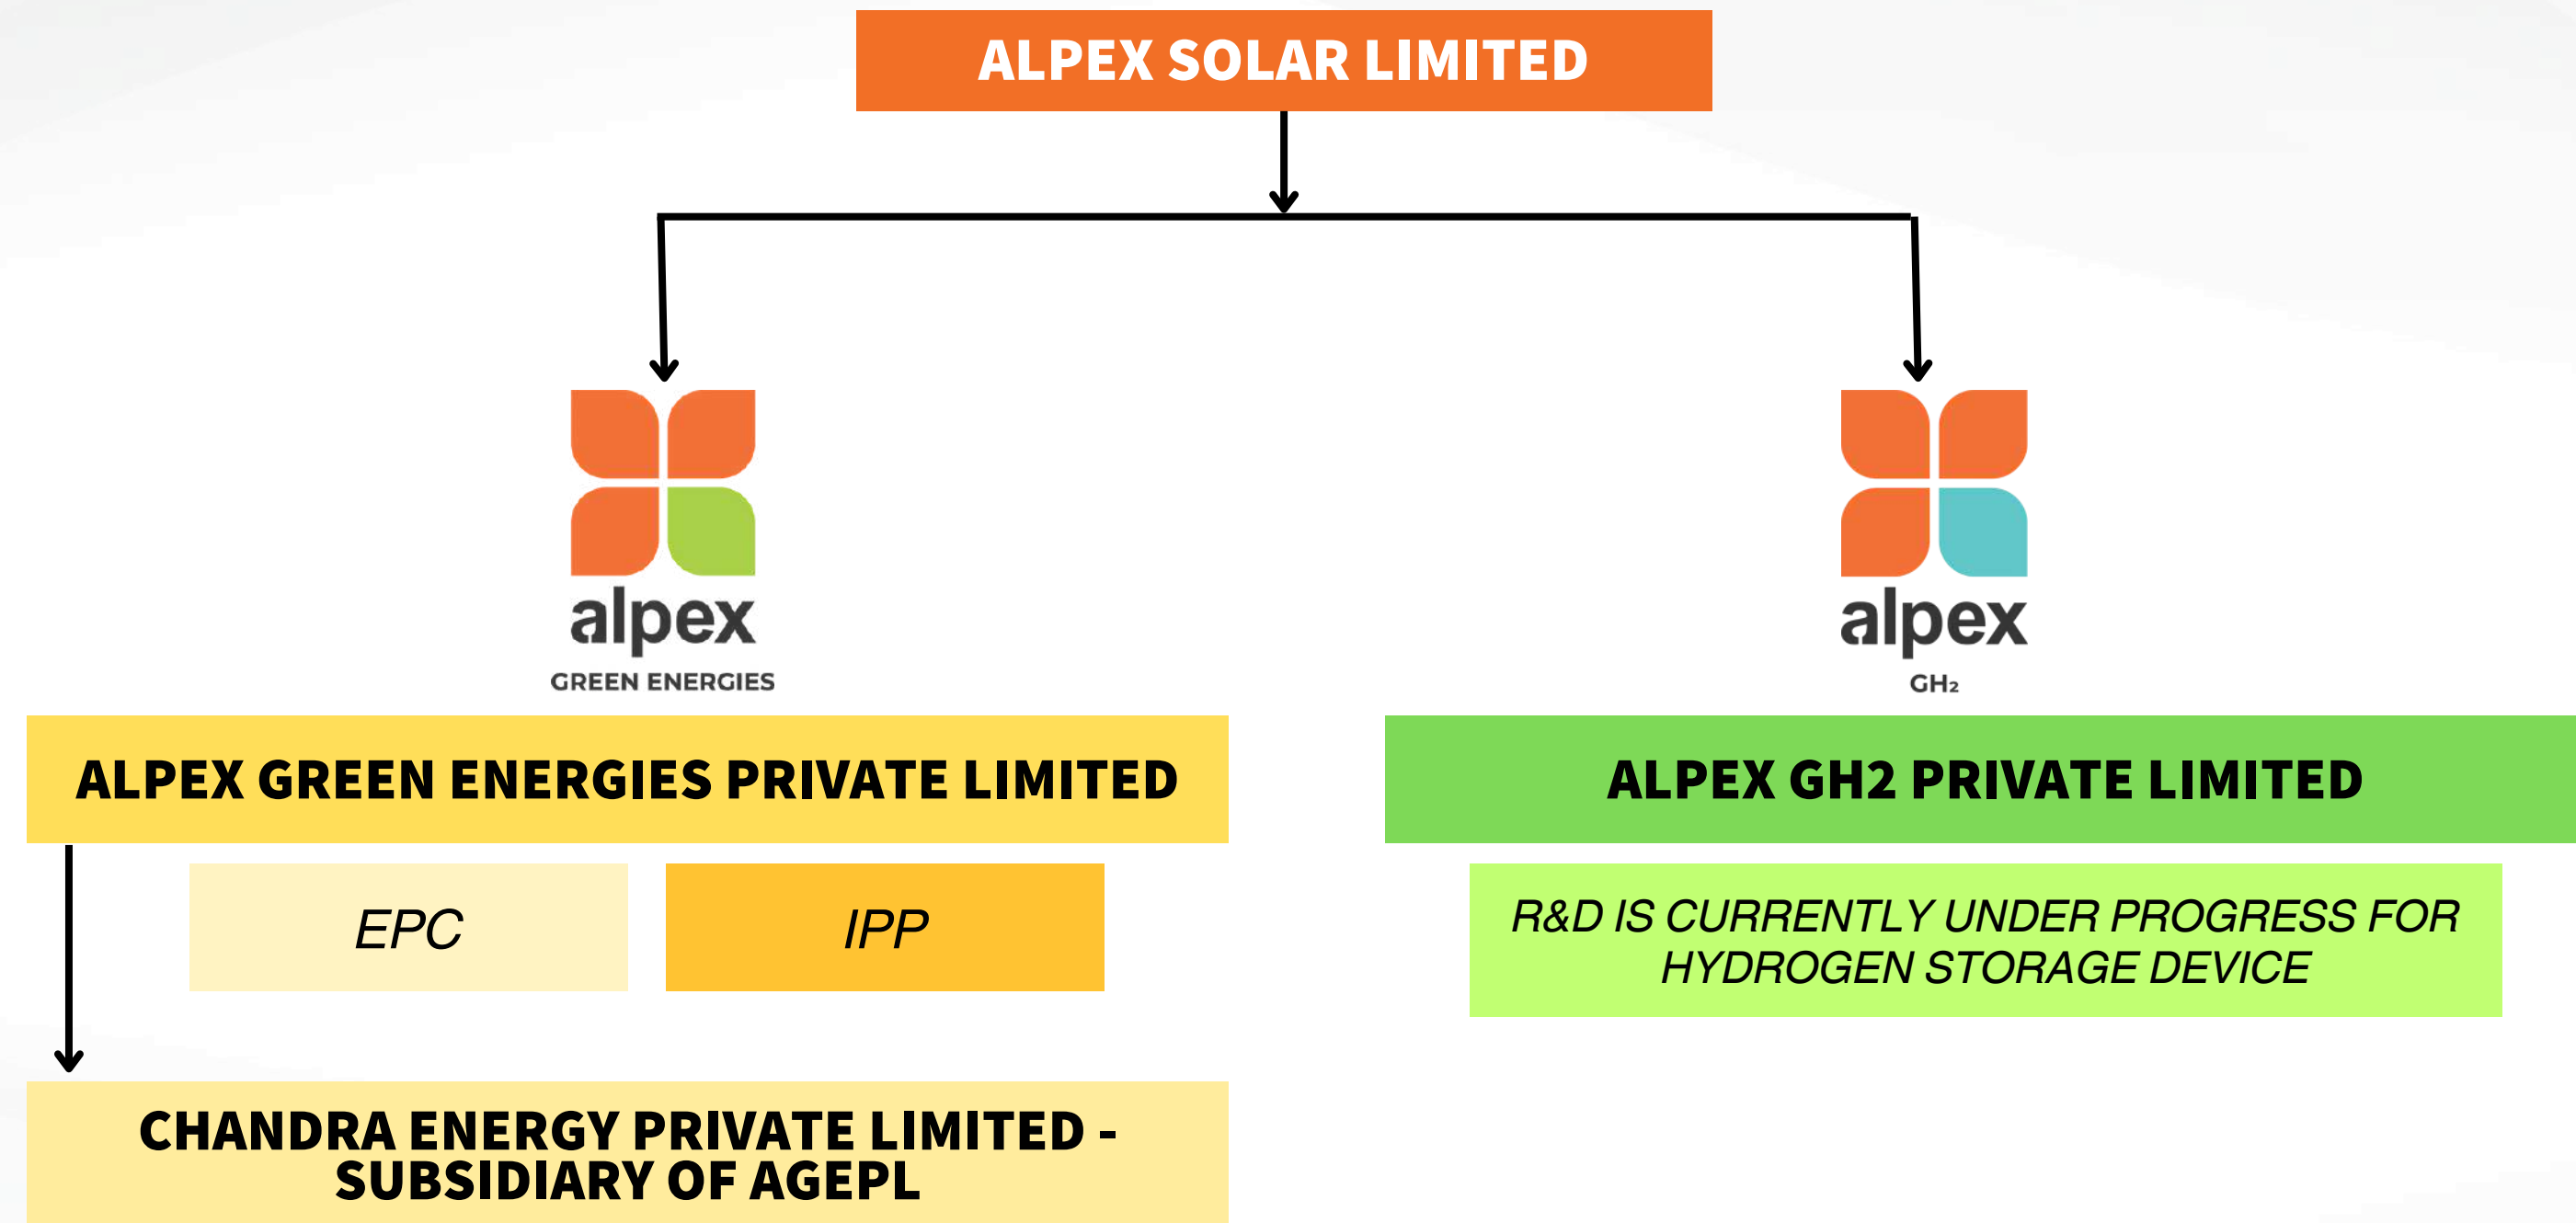 ALPEX SOLAR LIMITED
alpex
GREEN ENERGIES
alpex
GH₂
ALPEX GREEN ENERGIES PRIVATE LIMITED
ALPEX GH2 PRIVATE LIMITED
EPC
IPP
R&D IS CURRENTLY UNDER PROGRESS FOR
HYDROGEN STORAGE DEVICE
CHANDRA ENERGY PRIVATE LIMITED -
SUBSIDIARY OF AGEPL